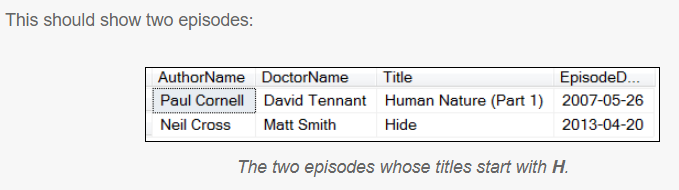 This should show two episodes:
AuthorName DoctorName Title EpisodeD...
Paul Cornell David Tennant Human Nature (Part 1) 2007-05-26
Neil Cross Matt Smith Hide 2013-04-20
The two episodes whose titles start with H.